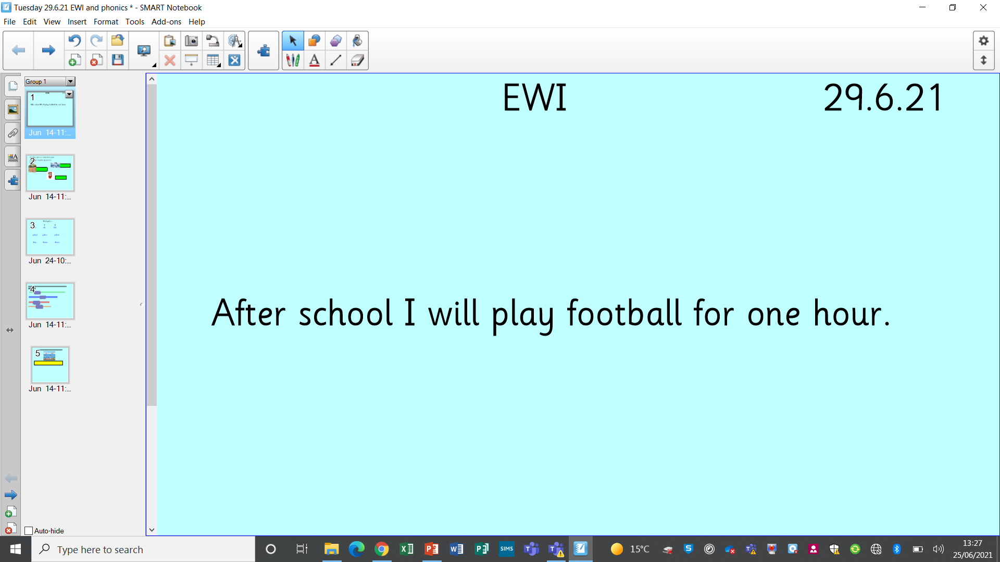 Tuesday 29.6.21 EWI and phonics * - SMART Notebook
File Edit View Insert Format Tools Add-ons Help
Group 1
1
Jun 14-11:...
2
Jun 14-11:...
3
Jun 24-10:...
4
Jun 14-11:...
5
Jun 14-11:...
Auto-hide
EWI 29.6.21
After school I will play football for one hour.
Type here to search
SIMS
15°C
13:27
25/06/2021